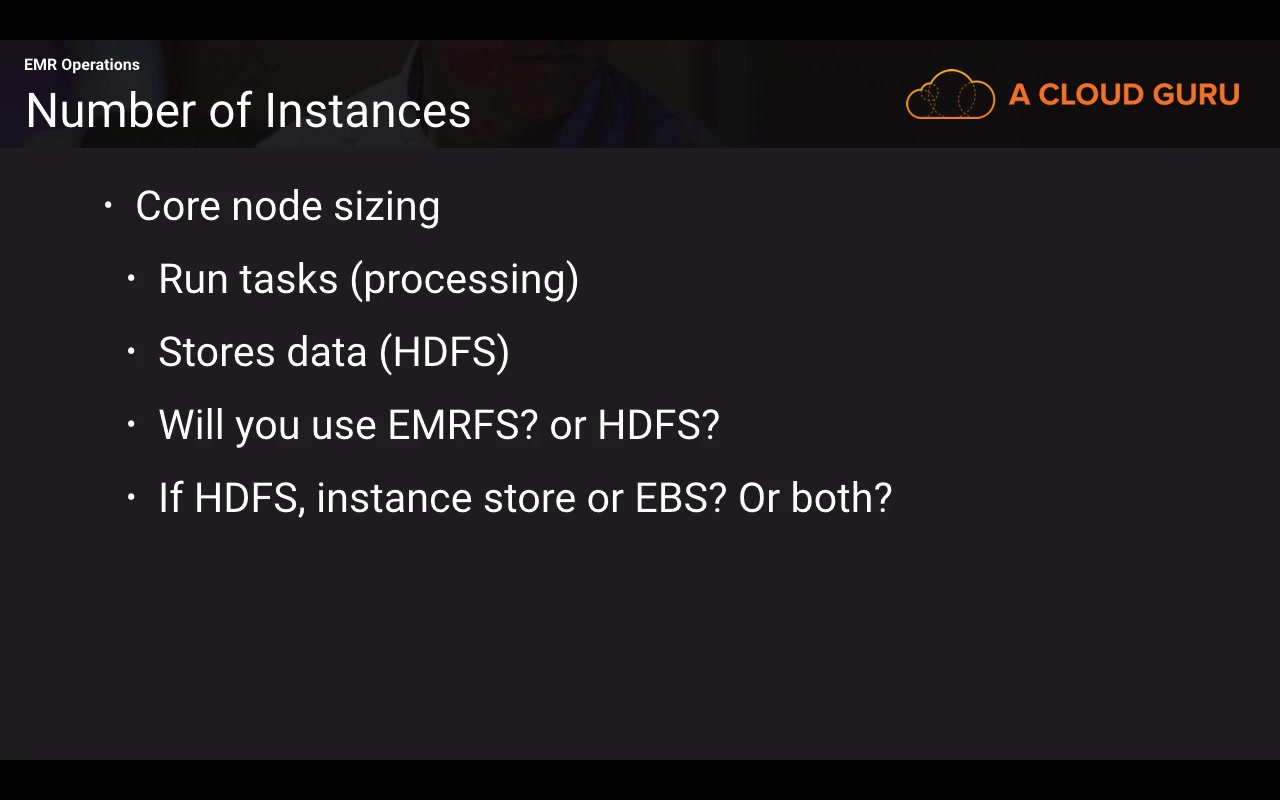 EMR Operations
Number of Instances
A CLOUD GURU
• Core node sizing
• Run tasks (processing)
• Stores data (HDFS)
• Will you use EMRFS? or HDFS?
• If HDFS, instance store or EBS? Or both?